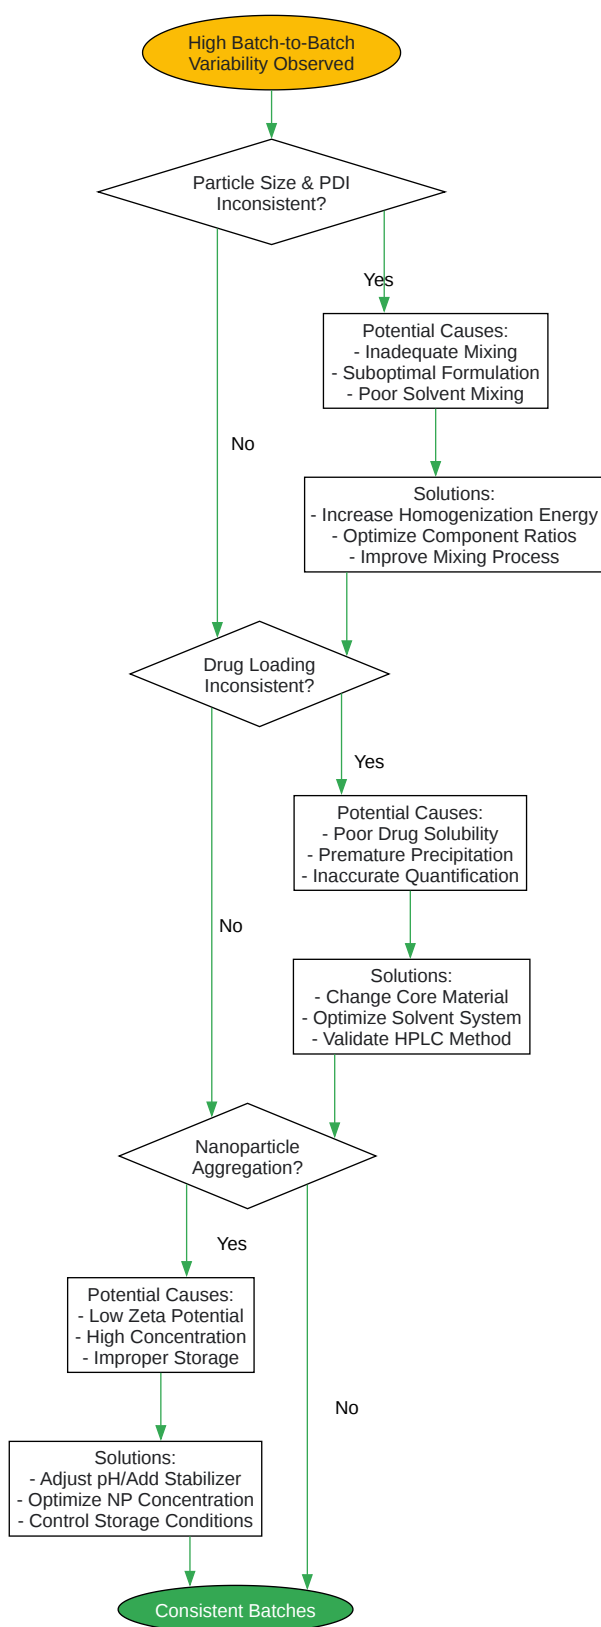 High Batch-to-Batch
Variability Observed
Particle Size & PDI
Inconsistent?
Yes
Potential Causes:
- Inadequate Mixing
- Suboptimal Formulation
- Poor Solvent Mixing
No
Solutions:
- Increase Homogenization Energy
- Optimize Component Ratios
- Improve Mixing Process
Drug Loading
Inconsistent?
Yes
Potential Causes:
- Poor Drug Solubility
- Premature Precipitation
- Inaccurate Quantification
No
Solutions:
- Change Core Material
- Optimize Solvent System
- Validate HPLC Method
Nanoparticle
Aggregation?
Yes
Potential Causes:
- Low Zeta Potential
- High Concentration
- Improper Storage
No
Solutions:
- Adjust pH/Add Stabilizer
- Optimize NP Concentration
- Control Storage Conditions
Consistent Batches